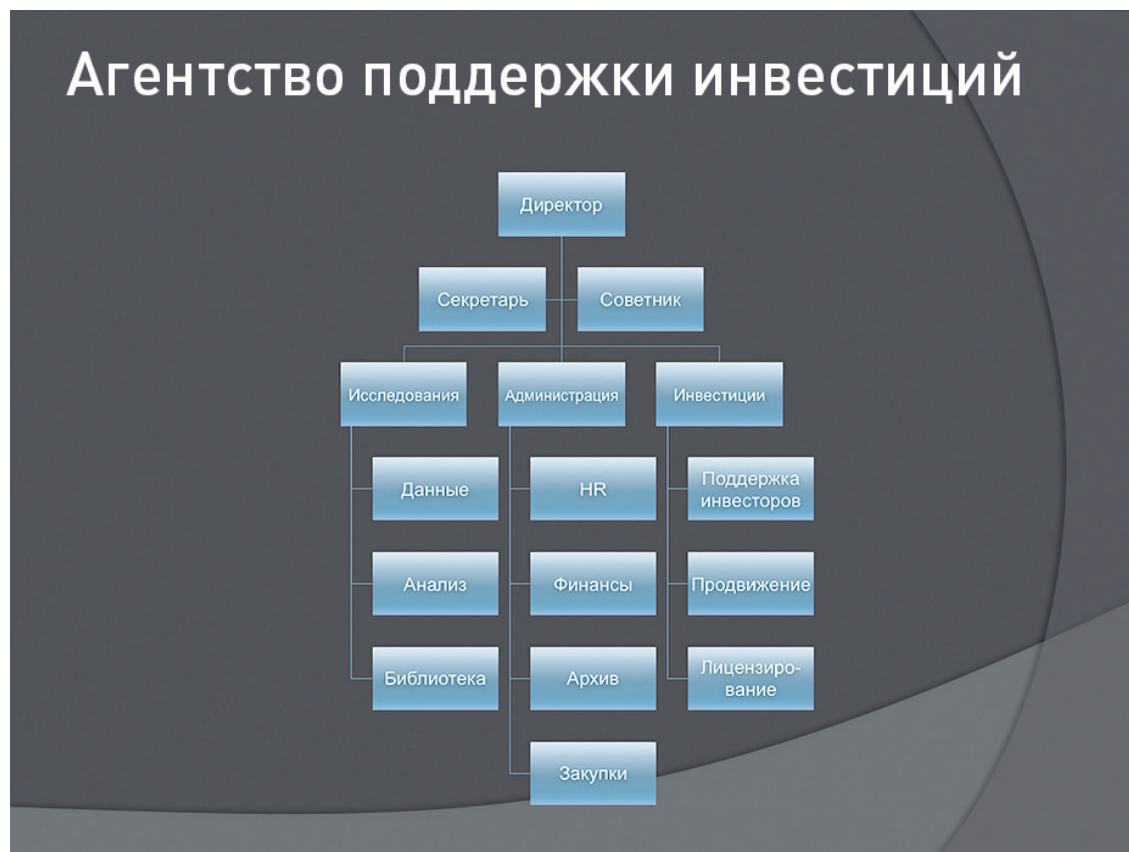 Агентство поддержки инвестиций
Директор
Секретарь
Советник
Исследования
Администрация
Инвестиции
Данные
HR
Поддержка
инвесторов
Анализ
Финансы
Продвижение
Библиотека
Архив
Лицензиро-
вание
Закупки